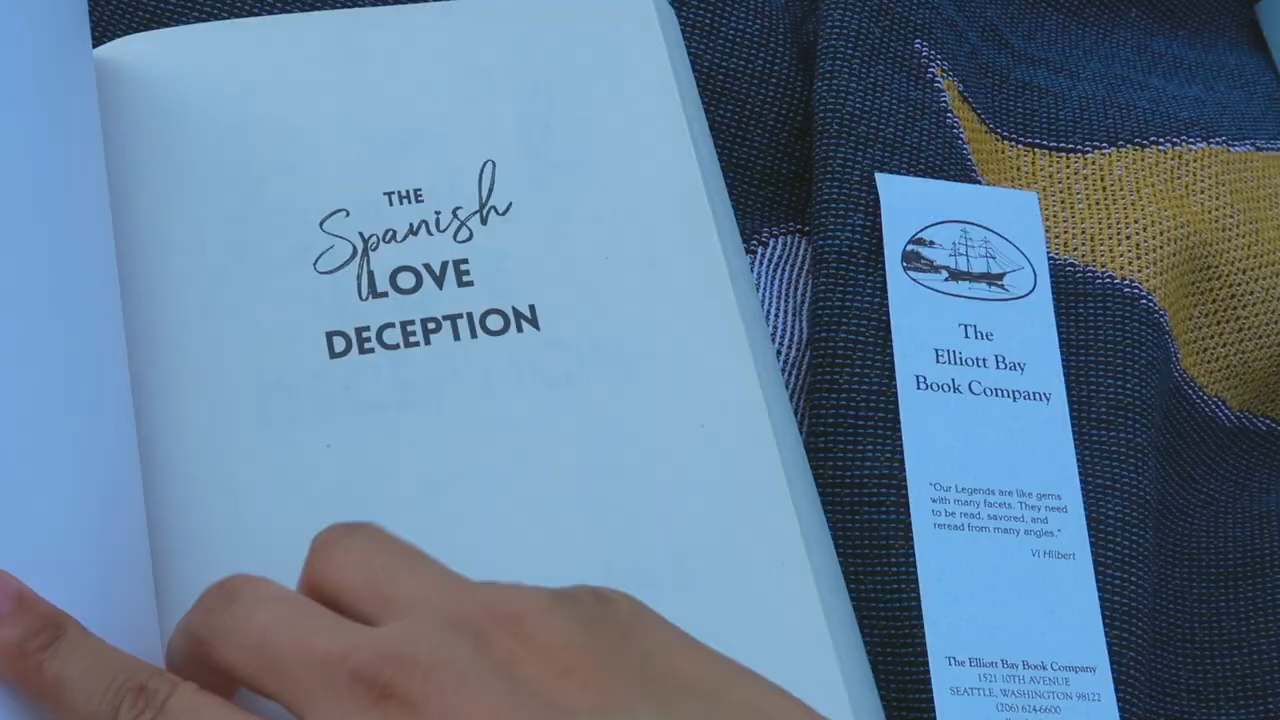 THE
Spanish
LOVE
DECEPTION
The
Elliott Bay
Book Company
"Our Legends are like gems
with many facets. They need
to be read, savored, and
reread from many angles."
Vi Hilbert
The Elliott Bay Book Company
1521 10TH AVENUE
SEATTLE, WASHINGTON 98122
(206) 624-6600